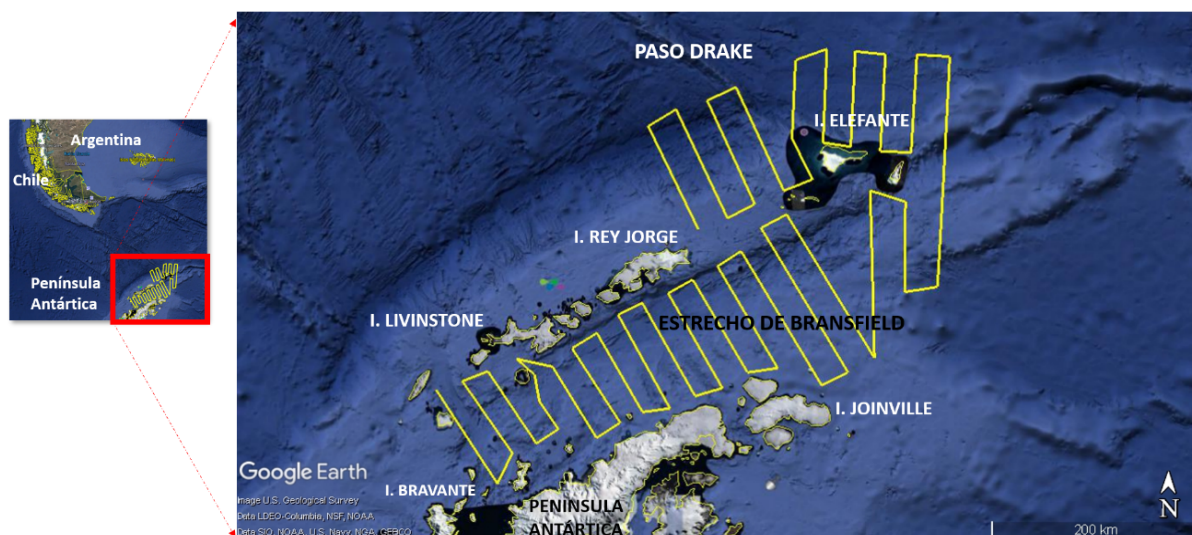 Argentina
Chile
Península
Antártica
PASO DRAKE
I. ELEFANTE
I. REY JORGE
I. LIVINSTONE
ESTRECHO DE BRANSFIELD
I. JOINVILLE
I. BRAVANTE
PENINSULA
ANTÁRTICA
Google Earth
Image U.S. Geological Survey
Data LDEO-Columbia, NSF, NOAA
Data SIO, NOAA, U.S. Navy, NGA, GEBCO
N
200 km